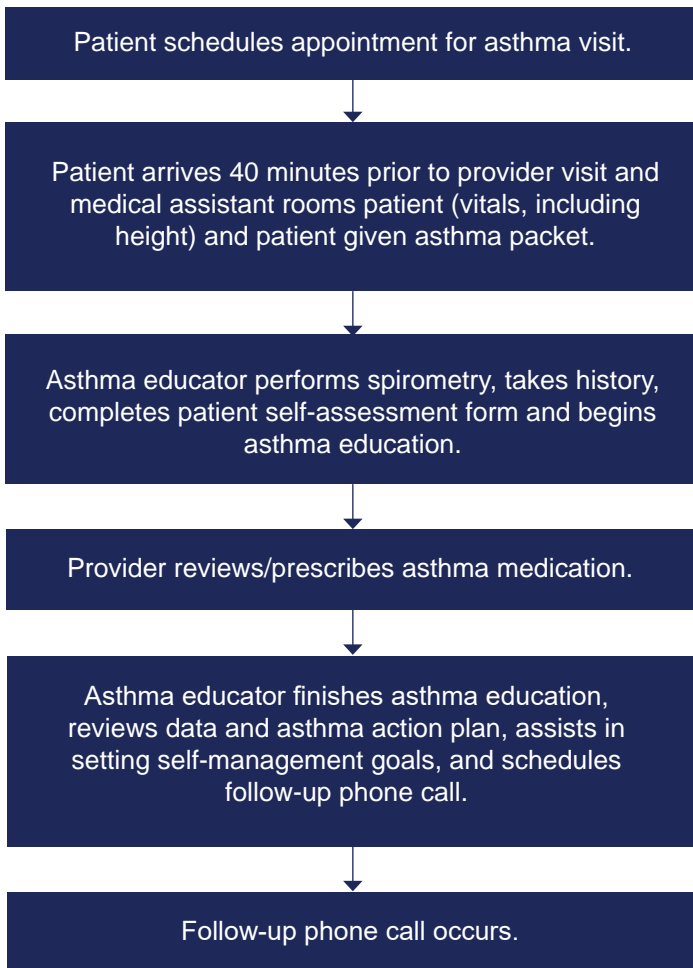 Patient schedules appointment for asthma visit.
Patient arrives 40 minutes prior to provider visit and
medical assistant rooms patient (vitals, including
height) and patient given asthma packet.
Asthma educator performs spirometry, takes history,
completes patient self-assessment form and begins
asthma education.
Provider reviews/prescribes asthma medication.
Asthma educator finishes asthma education,
reviews data and asthma action plan, assists in
setting self-management goals, and schedules
follow-up phone call.
Follow-up phone call occurs.